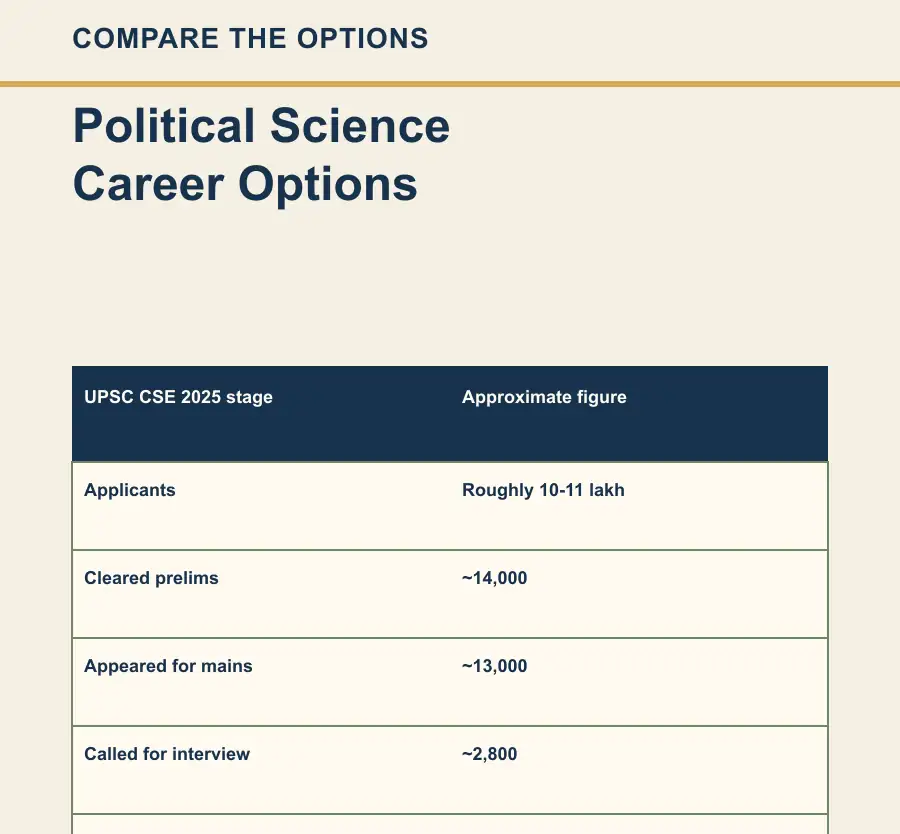 COMPARE THE OPTIONS
Political Science
Career Options
UPSC CSE 2025 stage Approximate figure
Applicants Roughly 10-11 lakh
Cleared prelims ~14,000
Appeared for mains ~13,000
Called for interview ~2,800